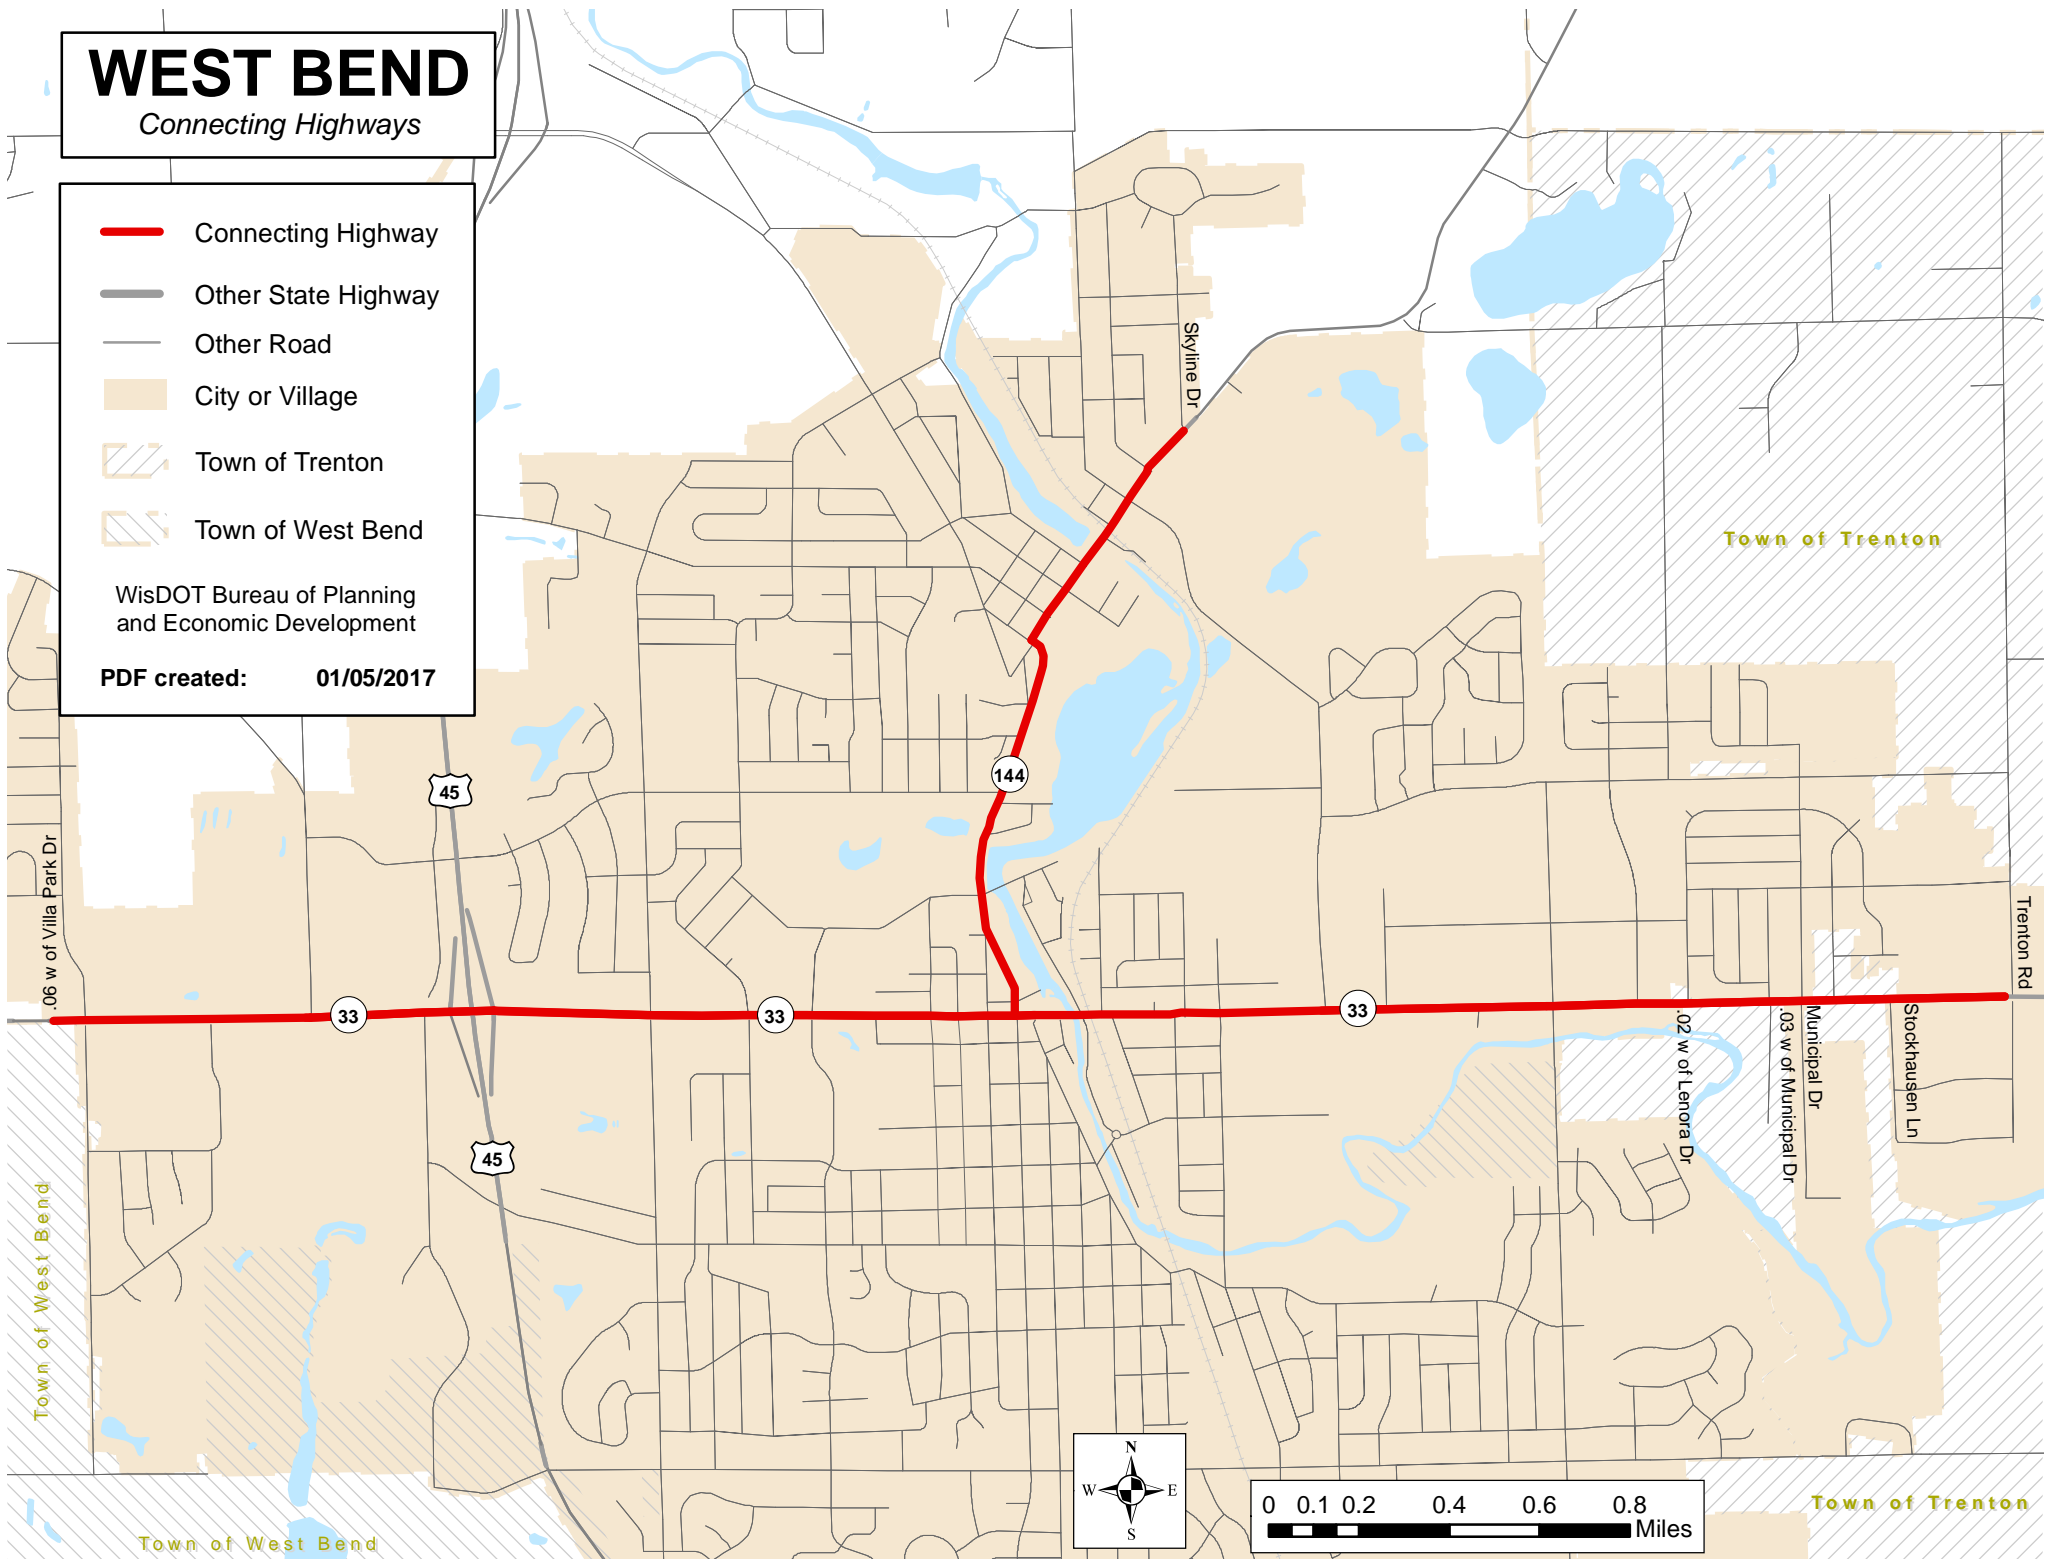 WEST BEND
Connecting Highways
Connecting Highway
Other State Highway
Other Road
City or Village
Town of Trenton
Town of West Bend
WisDOT Bureau of Planning
and Economic Development
PDF created: 01/05/2017
Skyline Dr
Town of Trenton
144
45
.06 w of Villa Park Dr
Trenton Rd
33
33
33
.02 w of Lenora Dr
.03 w of Municipal Dr
Municipal Dr
Stockhausen Ln
45
Town of West Bend
N
W E
S
0 0.1 0.2 0.4 0.6 0.8
Miles
Town of Trenton
Town of West Bend